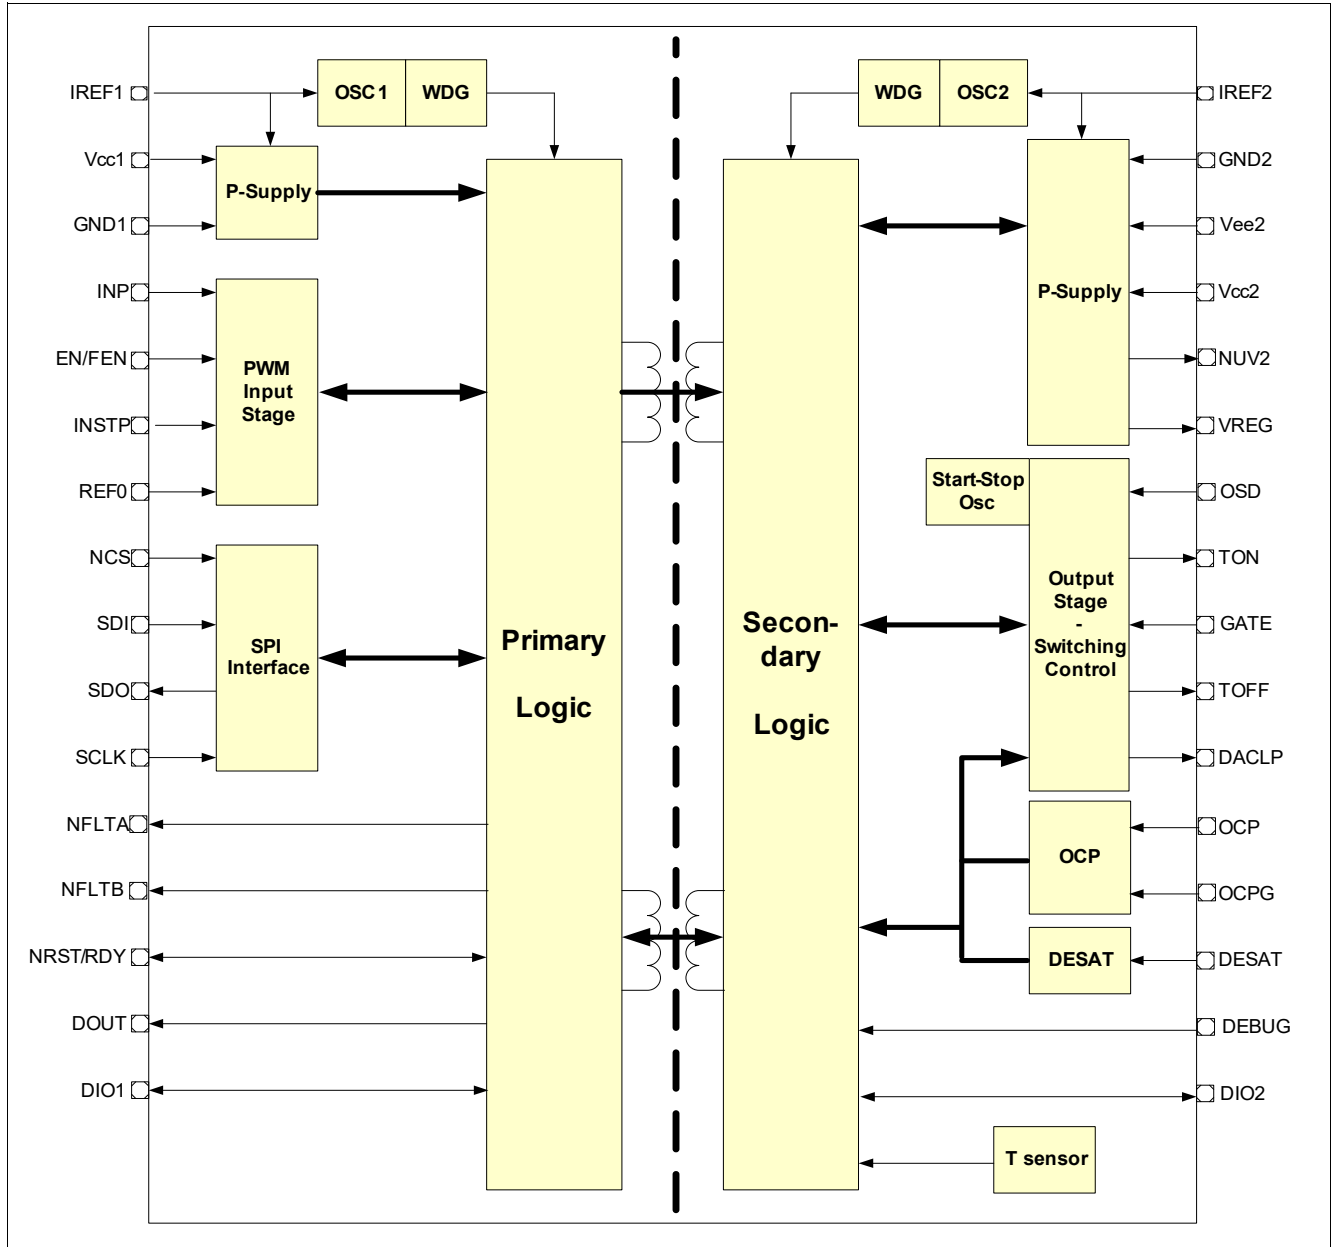 IREF1
OSC1
WDG
WDG
OSC2
IREF2
Vcc1
P-Supply
GND1
GND2
Vee2
P-Supply
Vcc2
NUV2
VREG
INP
EN/FEN
PWM
Input
Stage
INSTP
REF0
NCS
SDI
SPI
Interface
SDO
SCLK
Primary
Logic
Secon-
dary
Logic
Start-Stop
Osc
OSD
TON
Output
Stage
-
Switching
Control
GATE
TOFF
DACLP
NFLTA
OCP
OCP
NFLTB
OCPG
NRST/RDY
DESAT
DESAT
DOUT
DEBUG
DIO1
DIO2
T sensor